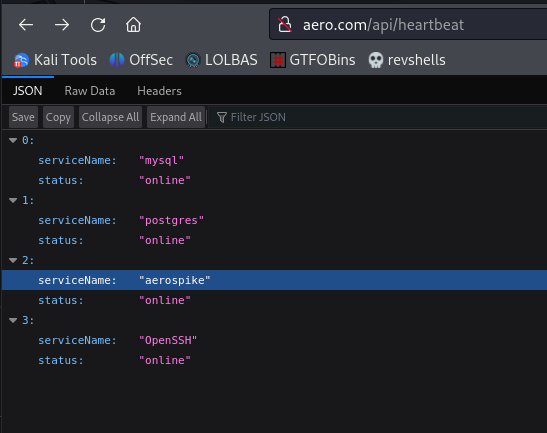 aero.com/api/heartbeat
Kali Tools OffSec LOLBAS GTFOBins revshells
JSON Raw Data Headers
Save Copy Collapse All Expand All Filter JSON
0:
serviceName: "mysql"
status: "online"
1:
serviceName: "postgres"
status: "online"
2:
serviceName: "aerospike"
status: "online"
3:
serviceName: "OpenSSH"
status: "online"